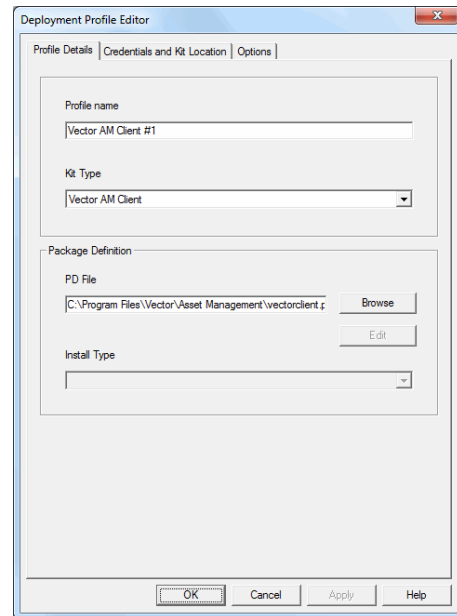 Deployment Profile Editor
Profile Details Credentials and Kit Location Options
Profile name
Vector AM Client #1
Kit Type
Vector AM Client
Package Definition
PD File
C:\Program Files\Vector\Asset Management\vectorclient.p Browse
Edit
Install Type
OK Cancel Apply Help